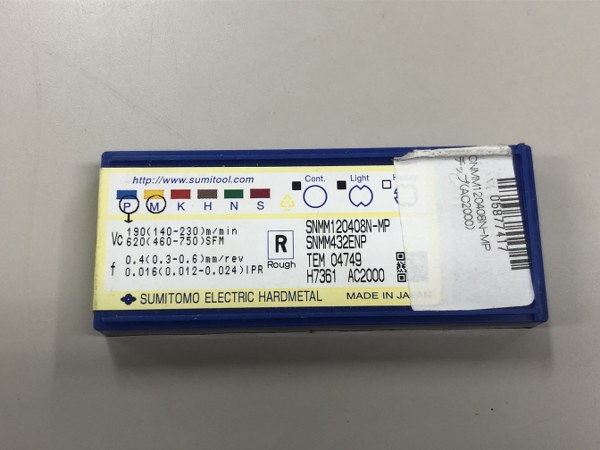 http://www.sumitool.com
P M K H N S
Cont. Light H
Vc 190(140-230)m/min
620(460-750)SFM
f 0.4(0.3-0.6)mm/rev
0.016(0.012-0.024)IPR
R
Rough
SNMM120408N-MP
SNMM432ENP
TEM 04749
H7361 AC2000
SUMITOMO ELECTRIC HARDMETAL
MADE IN JAPAN
SNMM120408N-MP
チップ(AC2000)